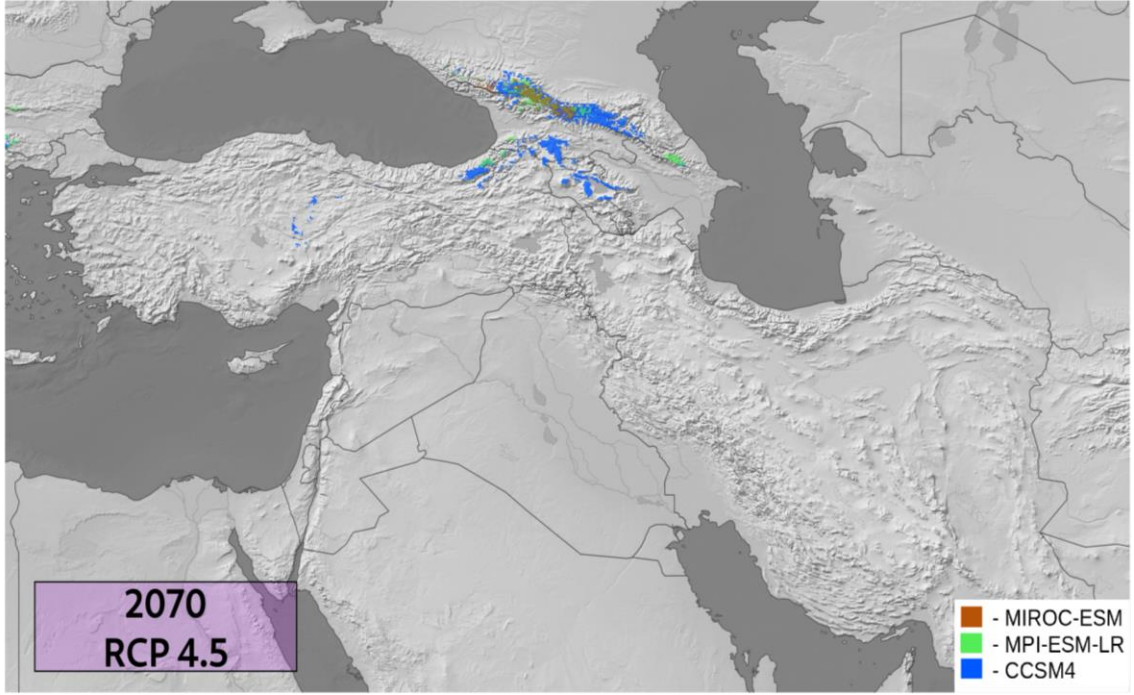 2070
RCP 4.5
- MIROC-ESM
- MPI-ESM-LR
- CCSM4